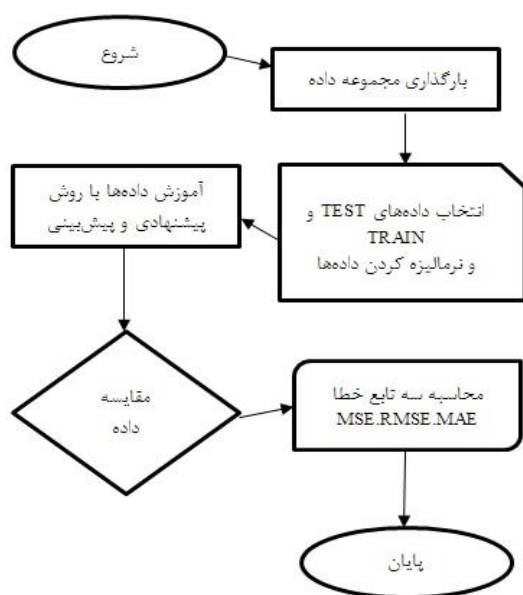 شروع
بارگذاری مجموعه داده
انتخاب داده‌های TEST و
TRAIN
و نرمالیزه کردن داده‌ها
آموزش داده‌ها با روش
پیشنهادی و پیش‌بینی
مقایسه
داده
محاسبه سه تابع خطا
MSE.RMSE.MAE
پایان